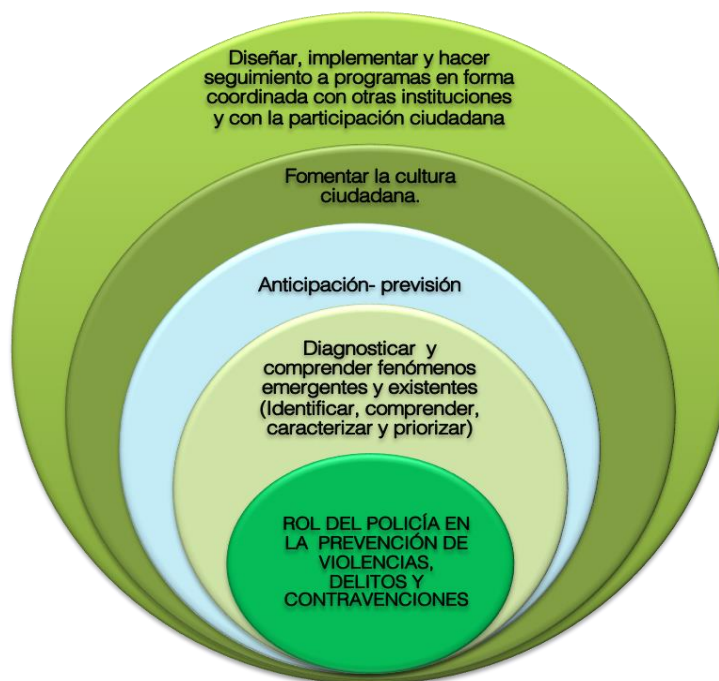 Diseñar, implementar y hacer
seguimiento a programas en forma
coordinada con otras instituciones
y con la participación ciudadana
Fomentar la cultura
ciudadana.
Anticipación- previsión
Diagnosticar y
comprender fenómenos
emergentes y existentes
(Identificar, comprender,
caracterizar y priorizar)
ROL DEL POLICÍA EN
LA PREVENCIÓN DE
VIOLENCIAS,
DELITOS Y
CONTRAVENCIONES